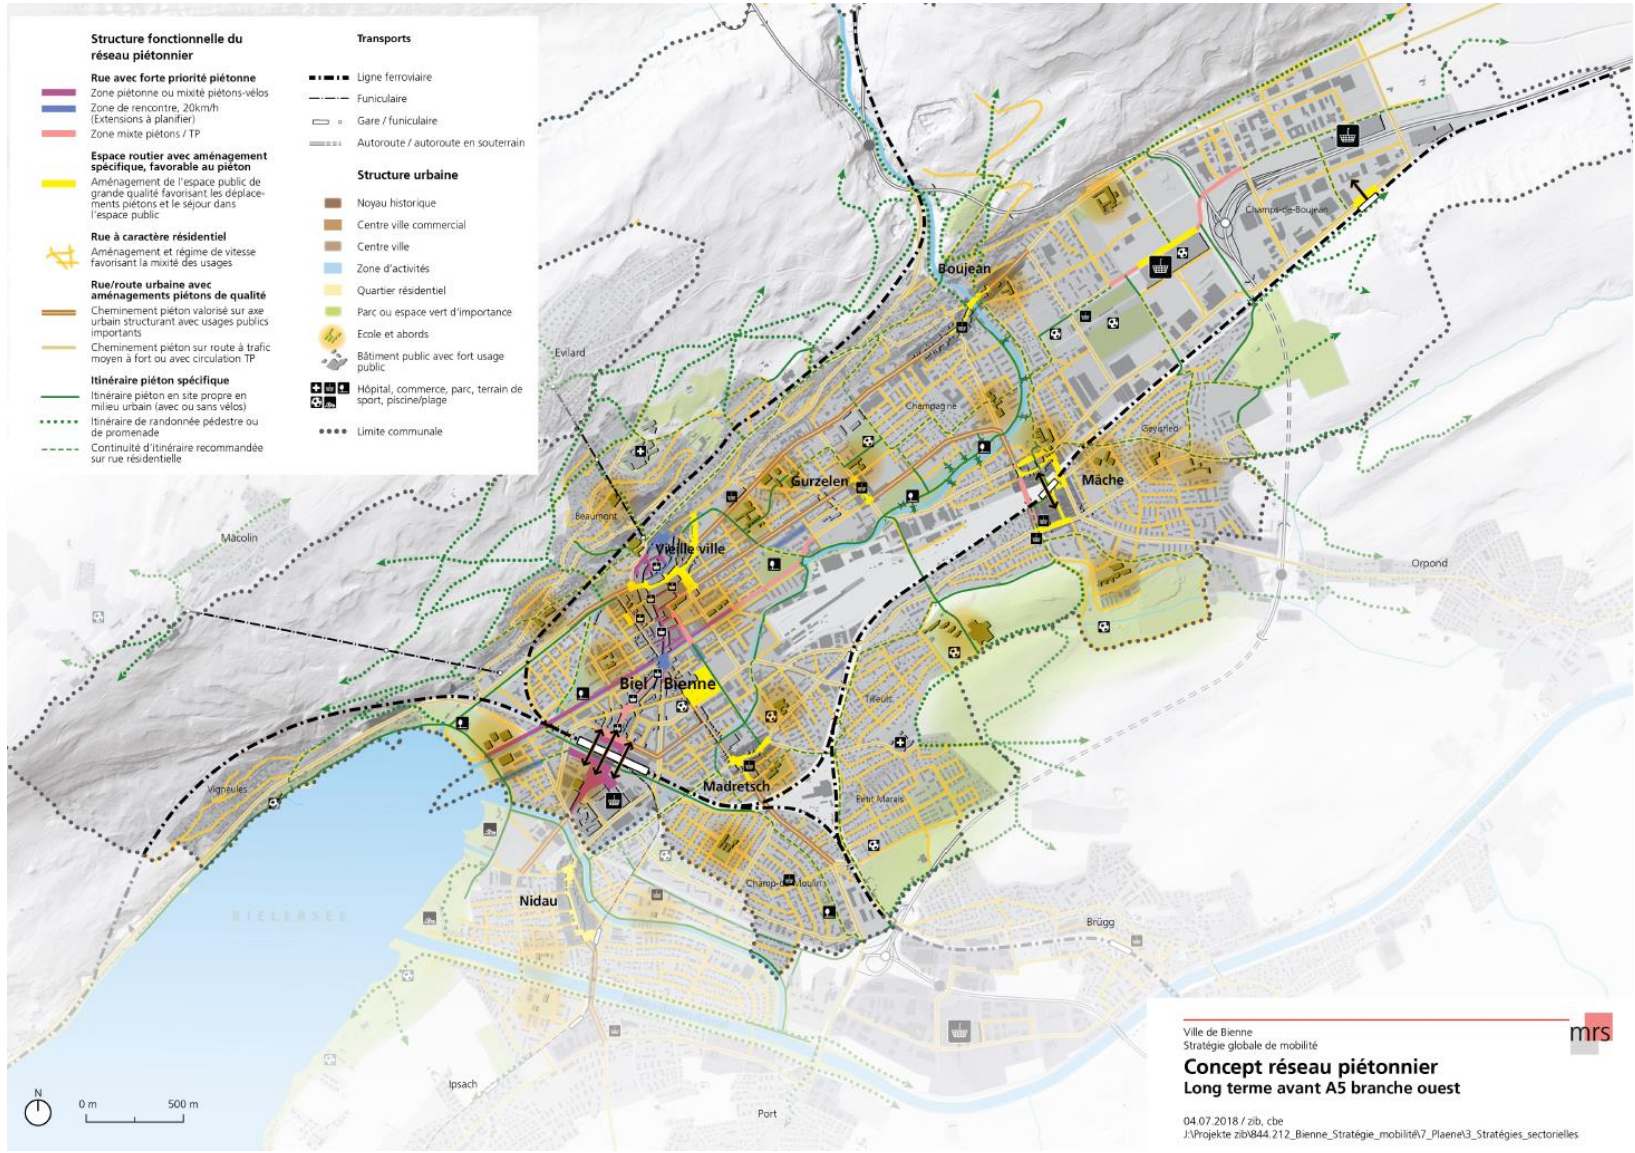 Structure fonctionnelle du
réseau piétonnier
Rue avec forte priorité piétonne
Zone piétonne ou mixité piétons-vélos
Zone de rencontre, 20km/h
(Extensions à planifier)
Zone mixte piétons / TP
Espace routier avec aménagement
spécifique, favorable au piéton
Aménagement de l'espace public de
grande qualité favorisant les déplace-
ments piétons et le séjour dans
l'espace public
Rue à caractère résidentiel
Aménagement et régime de vitesse
favorisant la mixité des usages
Rue/route urbaine avec
aménagements piétons de qualité
Cheminement piéton valorisé sur axe
urbain structurant avec usages publics
importants
Cheminement piéton sur route à trafic
moyen à fort ou avec circulation TP
Itinéraire piéton spécifique
Itinéraire piéton en site propre en
milieu urbain (avec ou sans vélos)
Itinéraire de randonnée pédestre ou
de promenade
Continuité d'itinéraire recommandée
sur rue résidentielle
Transports
Ligne ferroviaire
Funiculaire
Gare / funiculaire
Autoroute / autoroute en souterrain
Structure urbaine
Noyau historique
Centre ville commercial
Centre ville
Zone d'activités
Quartier résidentiel
Parc ou espace vert d'importance
Ecole et abords
Bâtiment public avec fort usage
public
Hôpital, commerce, parc, terrain de
sport, piscine/plage
Limite communale
Champs-de-Boujean
Boujean
Evilard
Champagne
Geyisried
Gurzelen
Mâche
Beaumont
Macolin
Vieille ville
Orpond
Biel / Bienne
Tilleuls
Vigneules
Madretsch
Petit Marais
Champ-du-Moulin
Nidau
BIELERSEE
Brügg
Ipsach
Port
N
0 m 500 m
Ville de Bienne
Stratégie globale de mobilité
mrs
Concept réseau piétonnier
Long terme avant A5 branche ouest
04.07.2018 / zib, cbe
J:\Projekte zib\844.212_Bienne_Stratégie_mobilité\7_Plaene\3_Stratégies_sectorielles